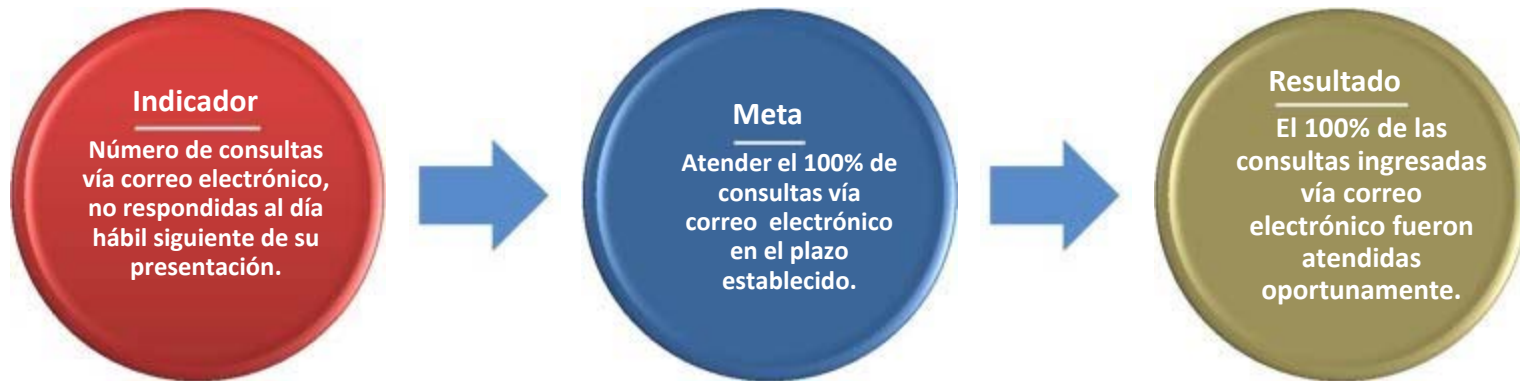 Indicador
Número de consultas
vía correo electrónico,
no respondidas al día
hábil siguiente de su
presentación.
Meta
Atender el 100% de
consultas vía
correo electrónico
en el plazo
establecido.
Resultado
El 100% de las
consultas ingresadas
vía correo
electrónico fueron
atendidas
oportunamente.